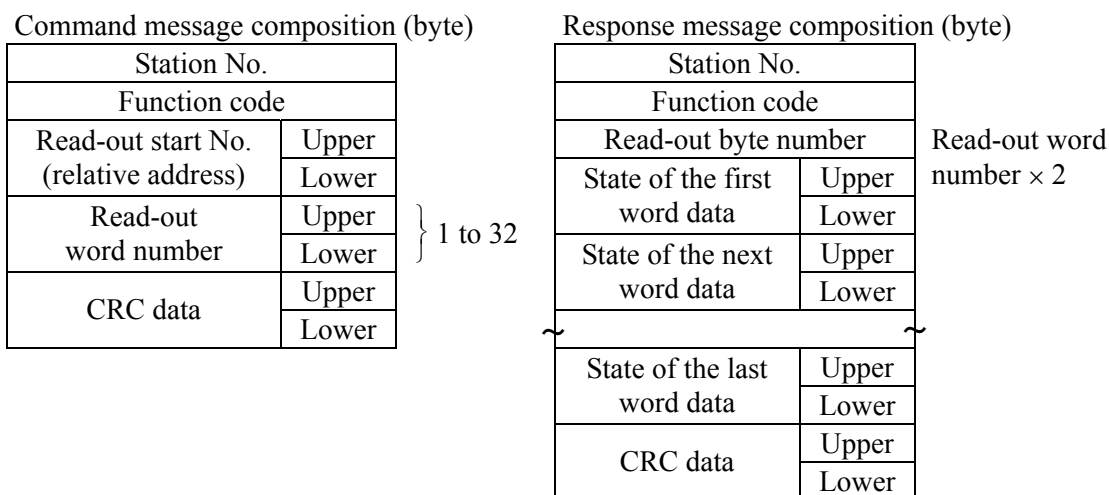 Command message composition (byte)
Station No.
Function code
Read-out start No.
(relative address)
Upper
Lower
Read-out
word number
Upper
Lower
} 1 to 32
CRC data
Upper
Lower
Response message composition (byte)
Station No.
Function code
Read-out byte number
Read-out word
number × 2
State of the first
word data
Upper
Lower
State of the next
word data
Upper
Lower
~ ~
State of the last
word data
Upper
Lower
CRC data
Upper
Lower